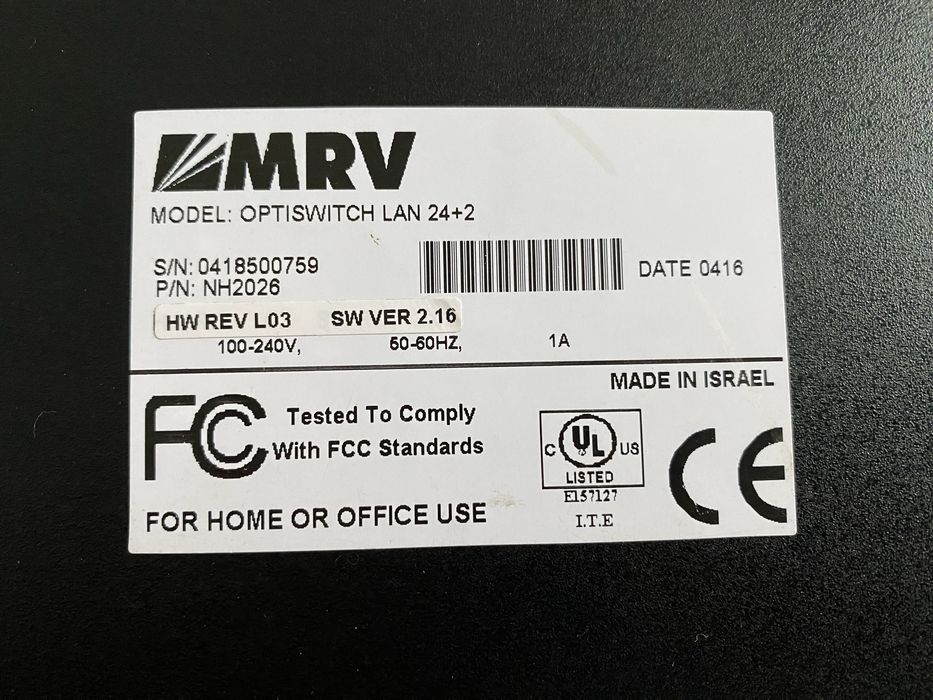 MRV
MODEL: OPTISWITCH LAN 24+2
S/N: 0418500759
DATE 0416
P/N: NH2026
HW REV L03 SW VER 2.16
100-240V, 50-60HZ, 1A
MADE IN ISRAEL
FC
Tested To Comply
With FCC Standards
FOR HOME OR OFFICE USE
C UL US
LISTED
E157127
I.T.E
CE